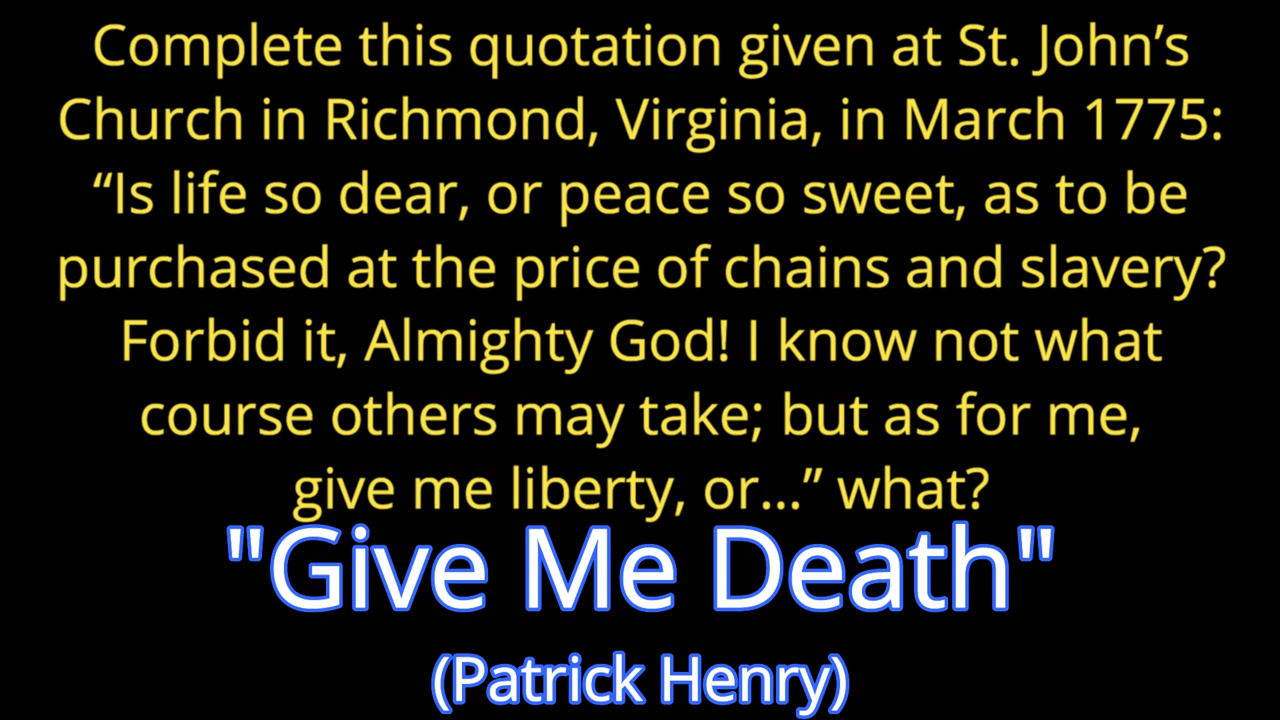 Complete this quotation given at St. John’s
Church in Richmond, Virginia, in March 1775:
“Is life so dear, or peace so sweet, as to be
purchased at the price of chains and slavery?
Forbid it, Almighty God! I know not what
course others may take; but as for me,
give me liberty, or...” what?
"Give Me Death"
(Patrick Henry)